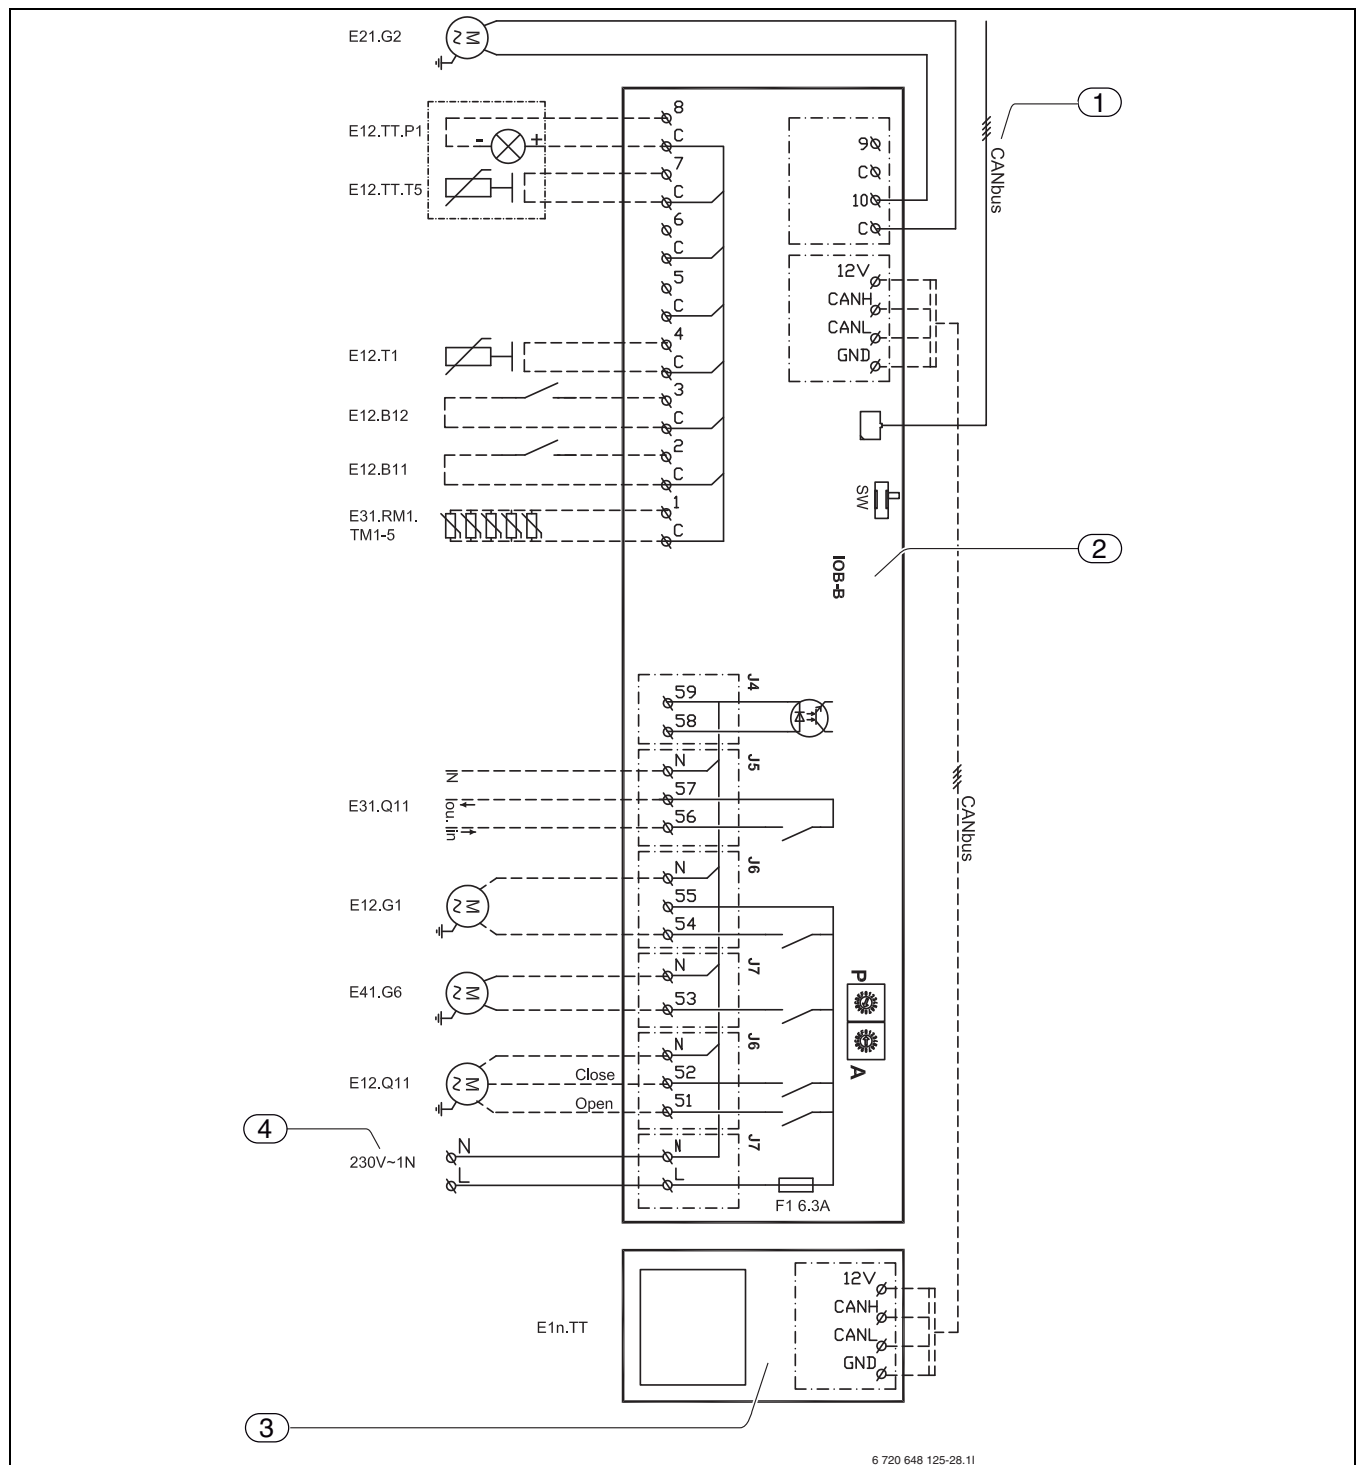 E21.G2
M
1
8
E12.TT.P1
- +
C
9
CANbus
7
C
E12.TT.T5
C
10
6
C
C
12V
5
CANH
C
CANL
4
GND
E12.T1
C
3
E12.B12
C
2
E12.B11
C
SW
1
E31.RM1.
TM1-5
C
2
IOB-B
J4
59
58
J5
N
N
57
E31.Q11
ou.
in
56
CANbus
J6
N
E12.G1
M
55
54
J7
N
P
E41.G6
M
53
J6
N
E12.Q11
M
Close
52
A
Open
51
4
J7
230V~1N
N
N
L
L
F1 6.3A
12V
CANH
E1n.TT
CANL
GND
3
6 720 648 125-28.1I